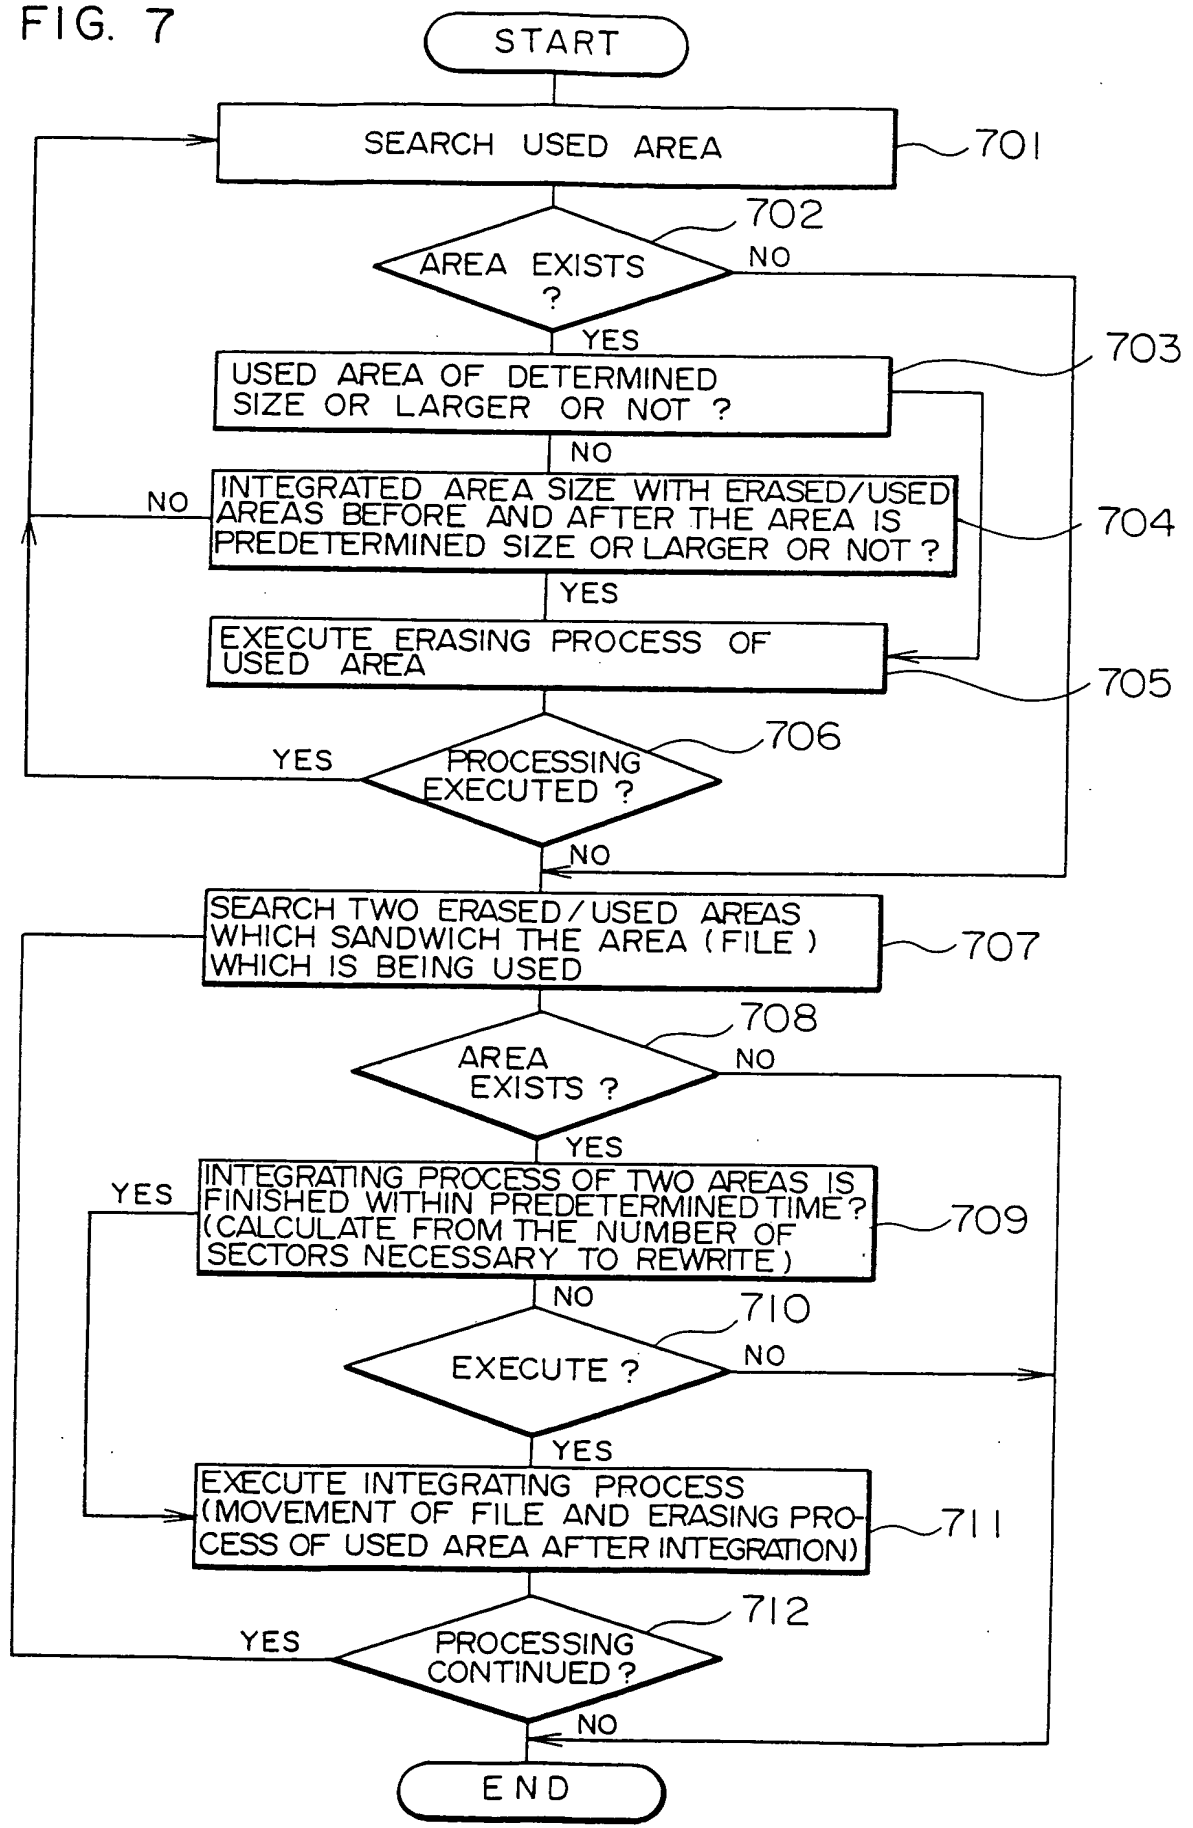 FIG. 7
START
SEARCH USED AREA
701
702
AREA EXISTS
?
NO
YES
703
USED AREA OF DETERMINED
SIZE OR LARGER OR NOT ?
NO
INTEGRATED AREA SIZE WITH ERASED/USED
AREAS BEFORE AND AFTER THE AREA IS
PREDETERMINED SIZE OR LARGER OR NOT ?
NO
704
YES
EXECUTE ERASING PROCESS OF
USED AREA
705
706
PROCESSING
EXECUTED ?
YES
NO
SEARCH TWO ERASED/USED AREAS
WHICH SANDWICH THE AREA (FILE)
WHICH IS BEING USED
707
708
AREA
EXISTS ?
NO
YES
INTEGRATING PROCESS OF TWO AREAS IS
FINISHED WITHIN PREDETERMINED TIME?
(CALCULATE FROM THE NUMBER OF
SECTORS NECESSARY TO REWRITE)
YES
709
NO
710
EXECUTE ?
NO
YES
EXECUTE INTEGRATING PROCESS
(MOVEMENT OF FILE AND ERASING PRO-
CESS OF USED AREA AFTER INTEGRATION)
711
712
PROCESSING
CONTINUED ?
YES
NO
END